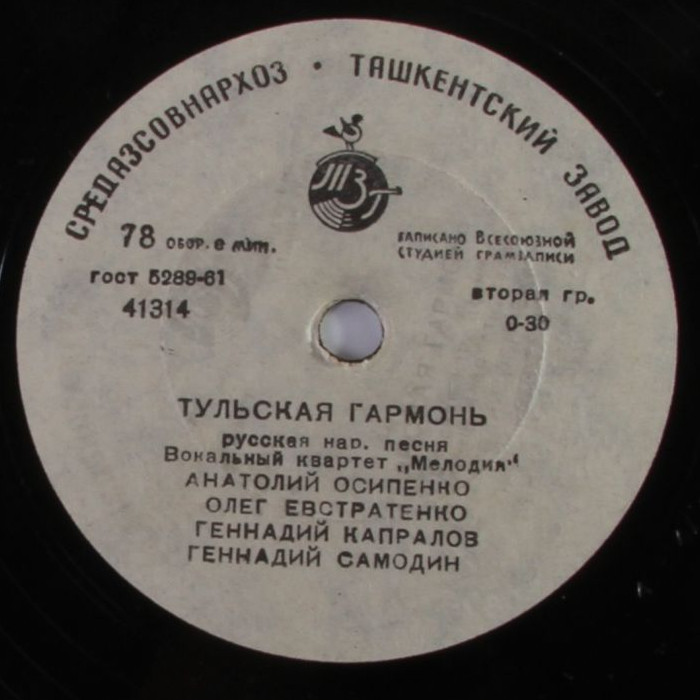 СРЕДАЗСОВНАРХОЗ • ТАШКЕНТСКИЙ ЗАВОД
ТЗГ
78 обор. в мин.
ЗАПИСАНО ВСЕСОЮЗНОЙ
СТУДИЕЙ ГРАМЗАПИСИ
ГОСТ 5289-61
41314
вторая гр.
0-30
ТУЛЬСКАЯ ГАРМОНЬ
русская нар. песня
Вокальный квартет „Мелодия“
АНАТОЛИЙ ОСИПЕНКО
ОЛЕГ ЕВСТРАТЕНКО
ГЕННАДИЙ КАПРАЛОВ
ГЕННАДИЙ САМОДИН